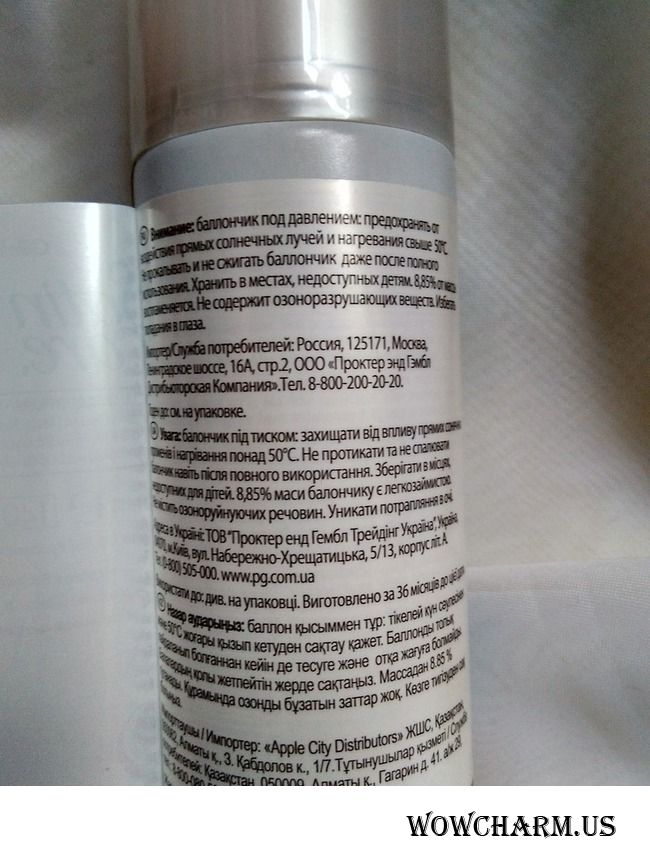 Внимание: баллончик под давлением: предохранять от
воздействия прямых солнечных лучей и нагревания свыше 50°C.
Не прокалывать и не сжигать баллончик даже после полного
использования. Хранить в местах, недоступных детям. 8,85% от массы
воспламеняется. Не содержит озоноразрушающих веществ. Избегать
попадания в глаза.
Импортер/Служба потребителей: Россия, 125171, Москва,
Ленинградское шоссе, 16А, стр.2, ООО «Проктер энд Гэмбл
Дистрибьюторская Компания».Тел. 8-800-200-20-20.
Годен до: см. на упаковке.
Увага: балончик під тиском: захищати від впливу прямих сонячних
променів і нагрівання понад 50°C. Не протикати та не спалювати
балончик навіть після повного використання. Зберігати в місцях,
недоступних для дітей. 8,85% маси балончику є легкозаймистою.
Не містить озоноруйнуючих речовин. Уникати потрапляння в очі.
Адреса в Україні: ТОВ "Проктер енд Гембл Трейдінг Україна", Україна,
м.Київ, вул. Набережно-Хрещатицька, 5/13, корпус літ. А.
Тел. (0-800) 505-000. www.pg.com.ua
Використати до: див. на упаковці. Виготовлено за 36 місяців до цієї дати.
Назар аударыңыз: баллон қысыммен тұр: тікелей күн сәулесінен
және 50°C жоғары қызып кетуден сақтау қажет. Баллонды толық
болғаннан кейін де тесуге және отқа жағуға болмайды.
қолы жетпейтін жерде сақтаңыз. Массадан 8.85 %
Құрамында озонды бұзатын заттар жоқ. Көзге тигізуден
/ Импортер: «Apple City Distributors» ЖШС, Қазақстан,
Алматы қ., З. Қабдолов к., 1/7.Тұтынушылар қызметі / Служба
потребителей: Қазақстан, 050009, Алматы к., Гагарин д. 41. а/ж 29,
WOWCHARM.US